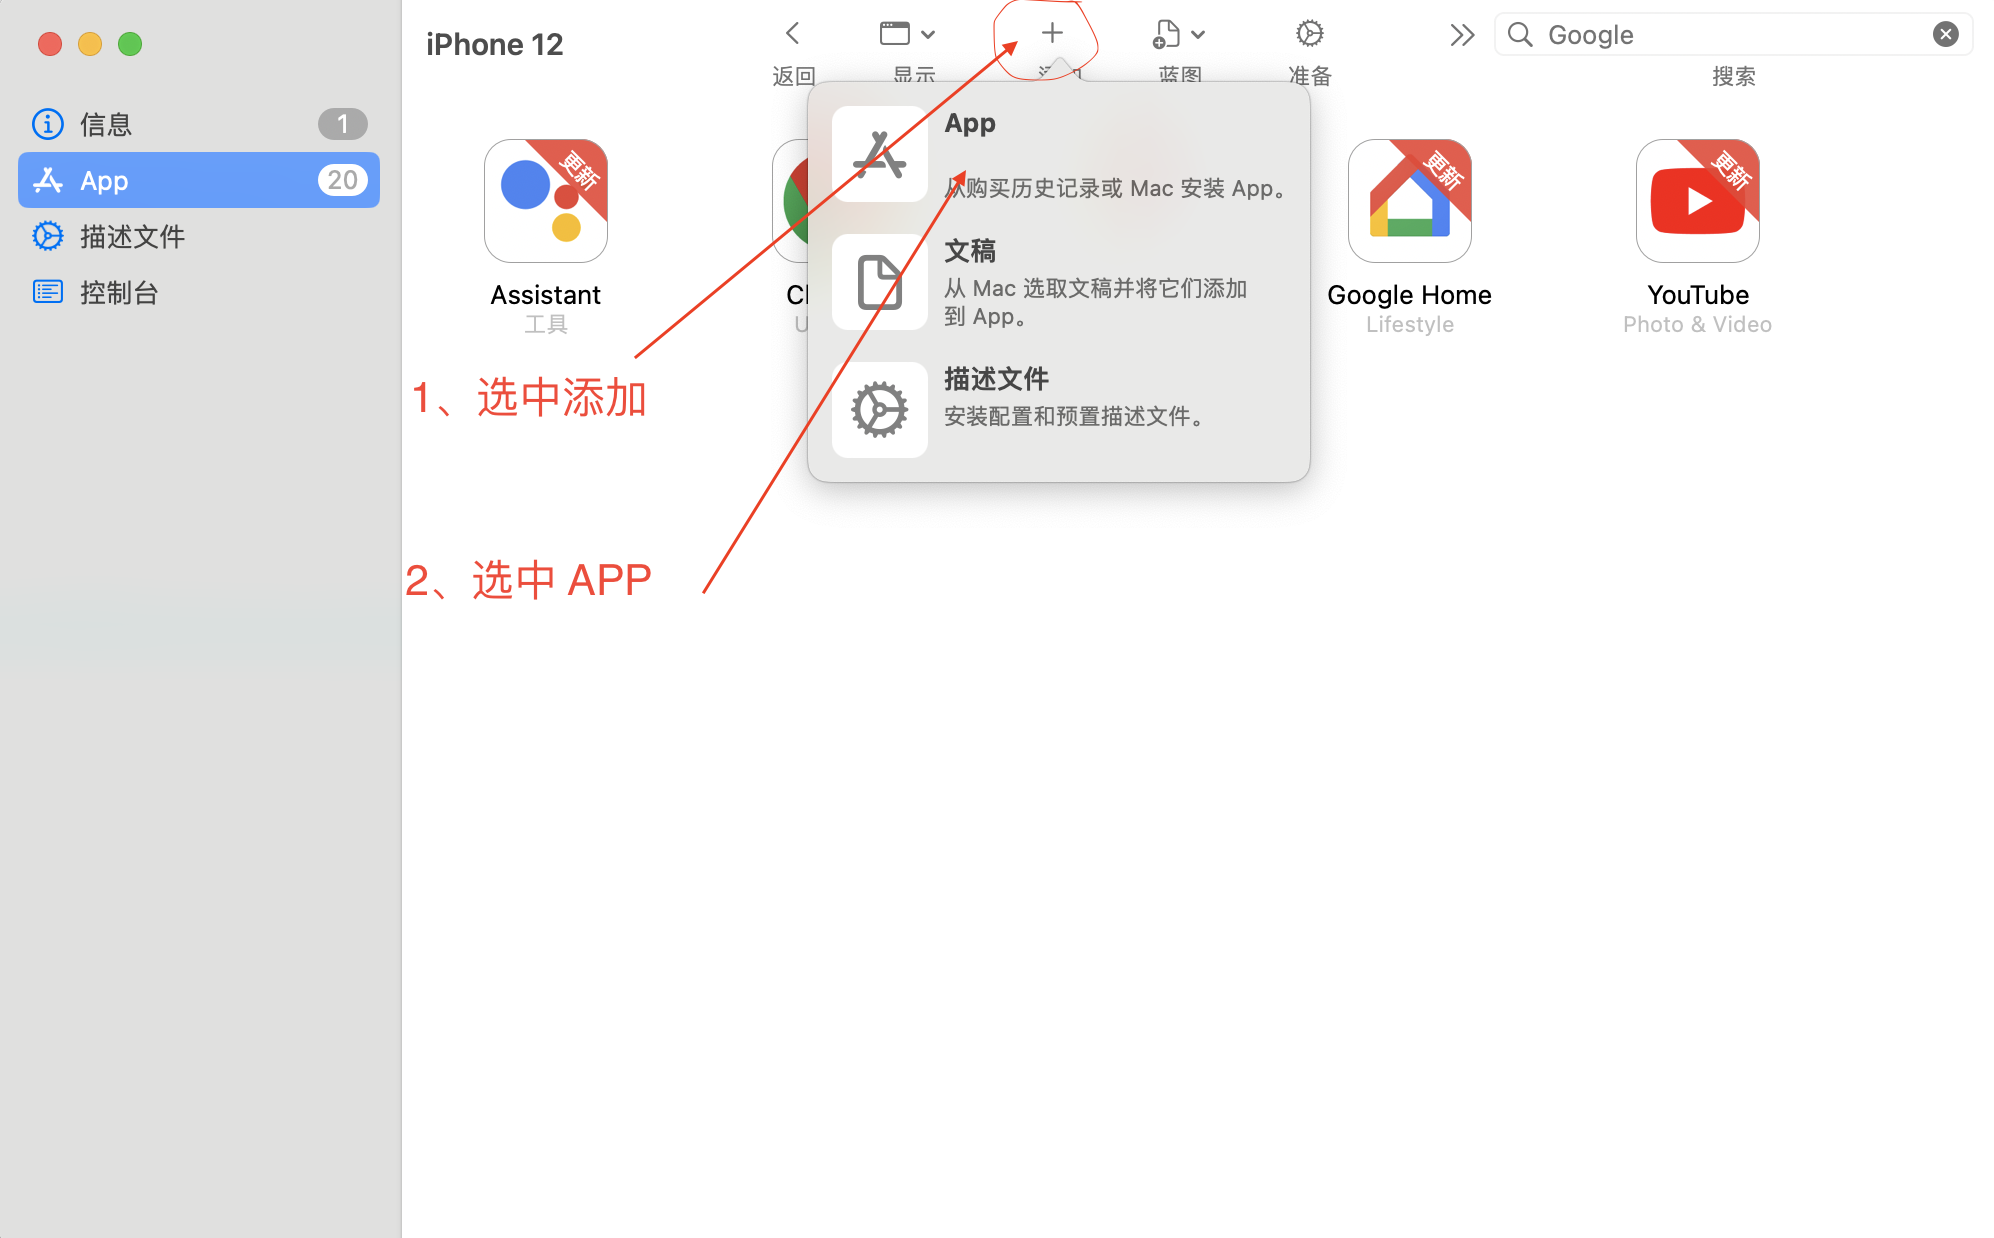 iPhone 12
返回
显示
蓝图
准备
Google
搜索
信息
1
App
20
描述文件
控制台
更新
Assistant
工具
App
从购买历史记录或 Mac 安装 App。
文稿
从 Mac 选取文稿并将它们添加
到 App。
描述文件
安装配置和预置描述文件。
更新
Google Home
Lifestyle
更新
YouTube
Photo & Video
1、选中添加
2、选中 APP